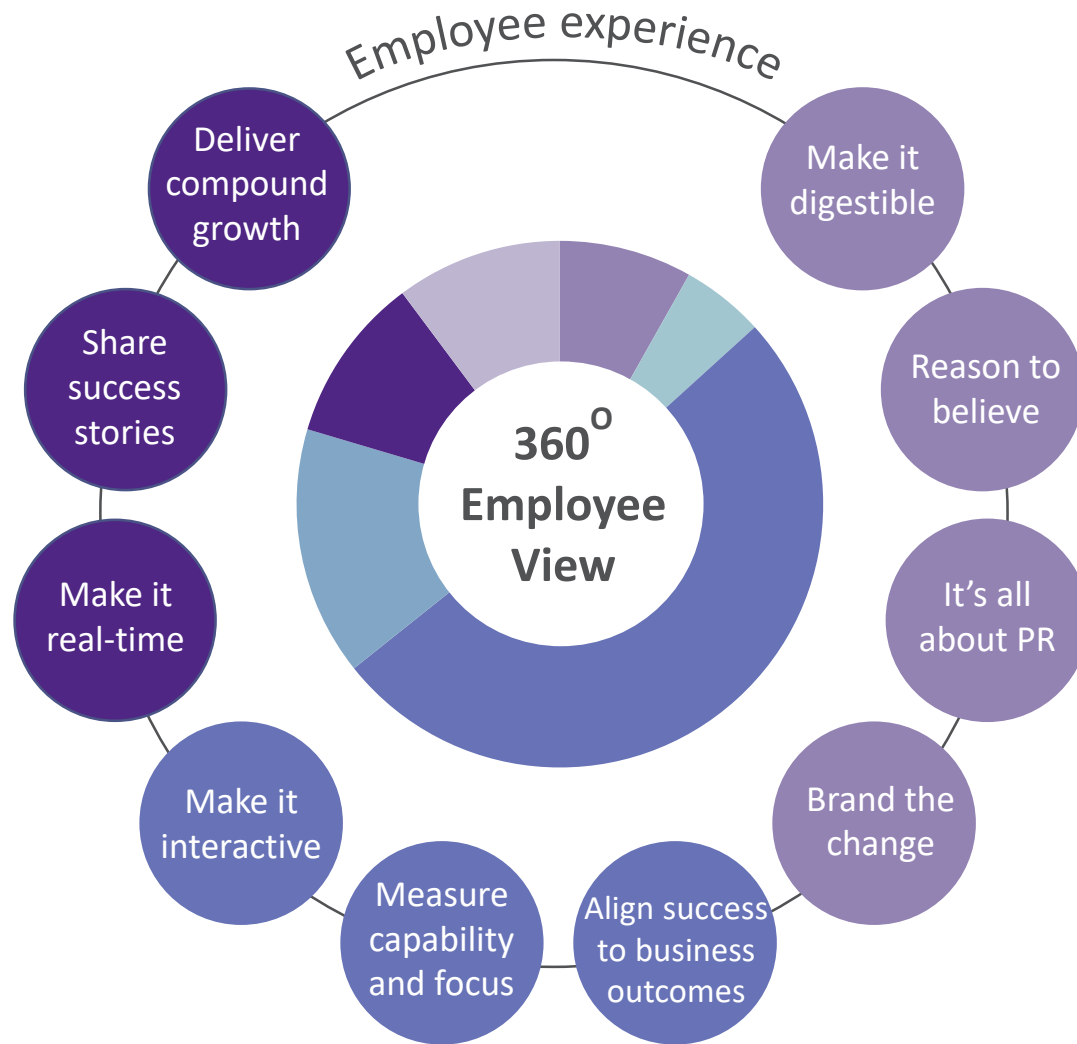 Employee experience
Make it
digestible
Reason to
believe
It's all
about PR
Brand the
change
Align success
to business
outcomes
Measure
capability
and focus
Make it
interactive
Make it
real-time
Share
success
stories
Deliver
compound
growth
360°
Employee
View